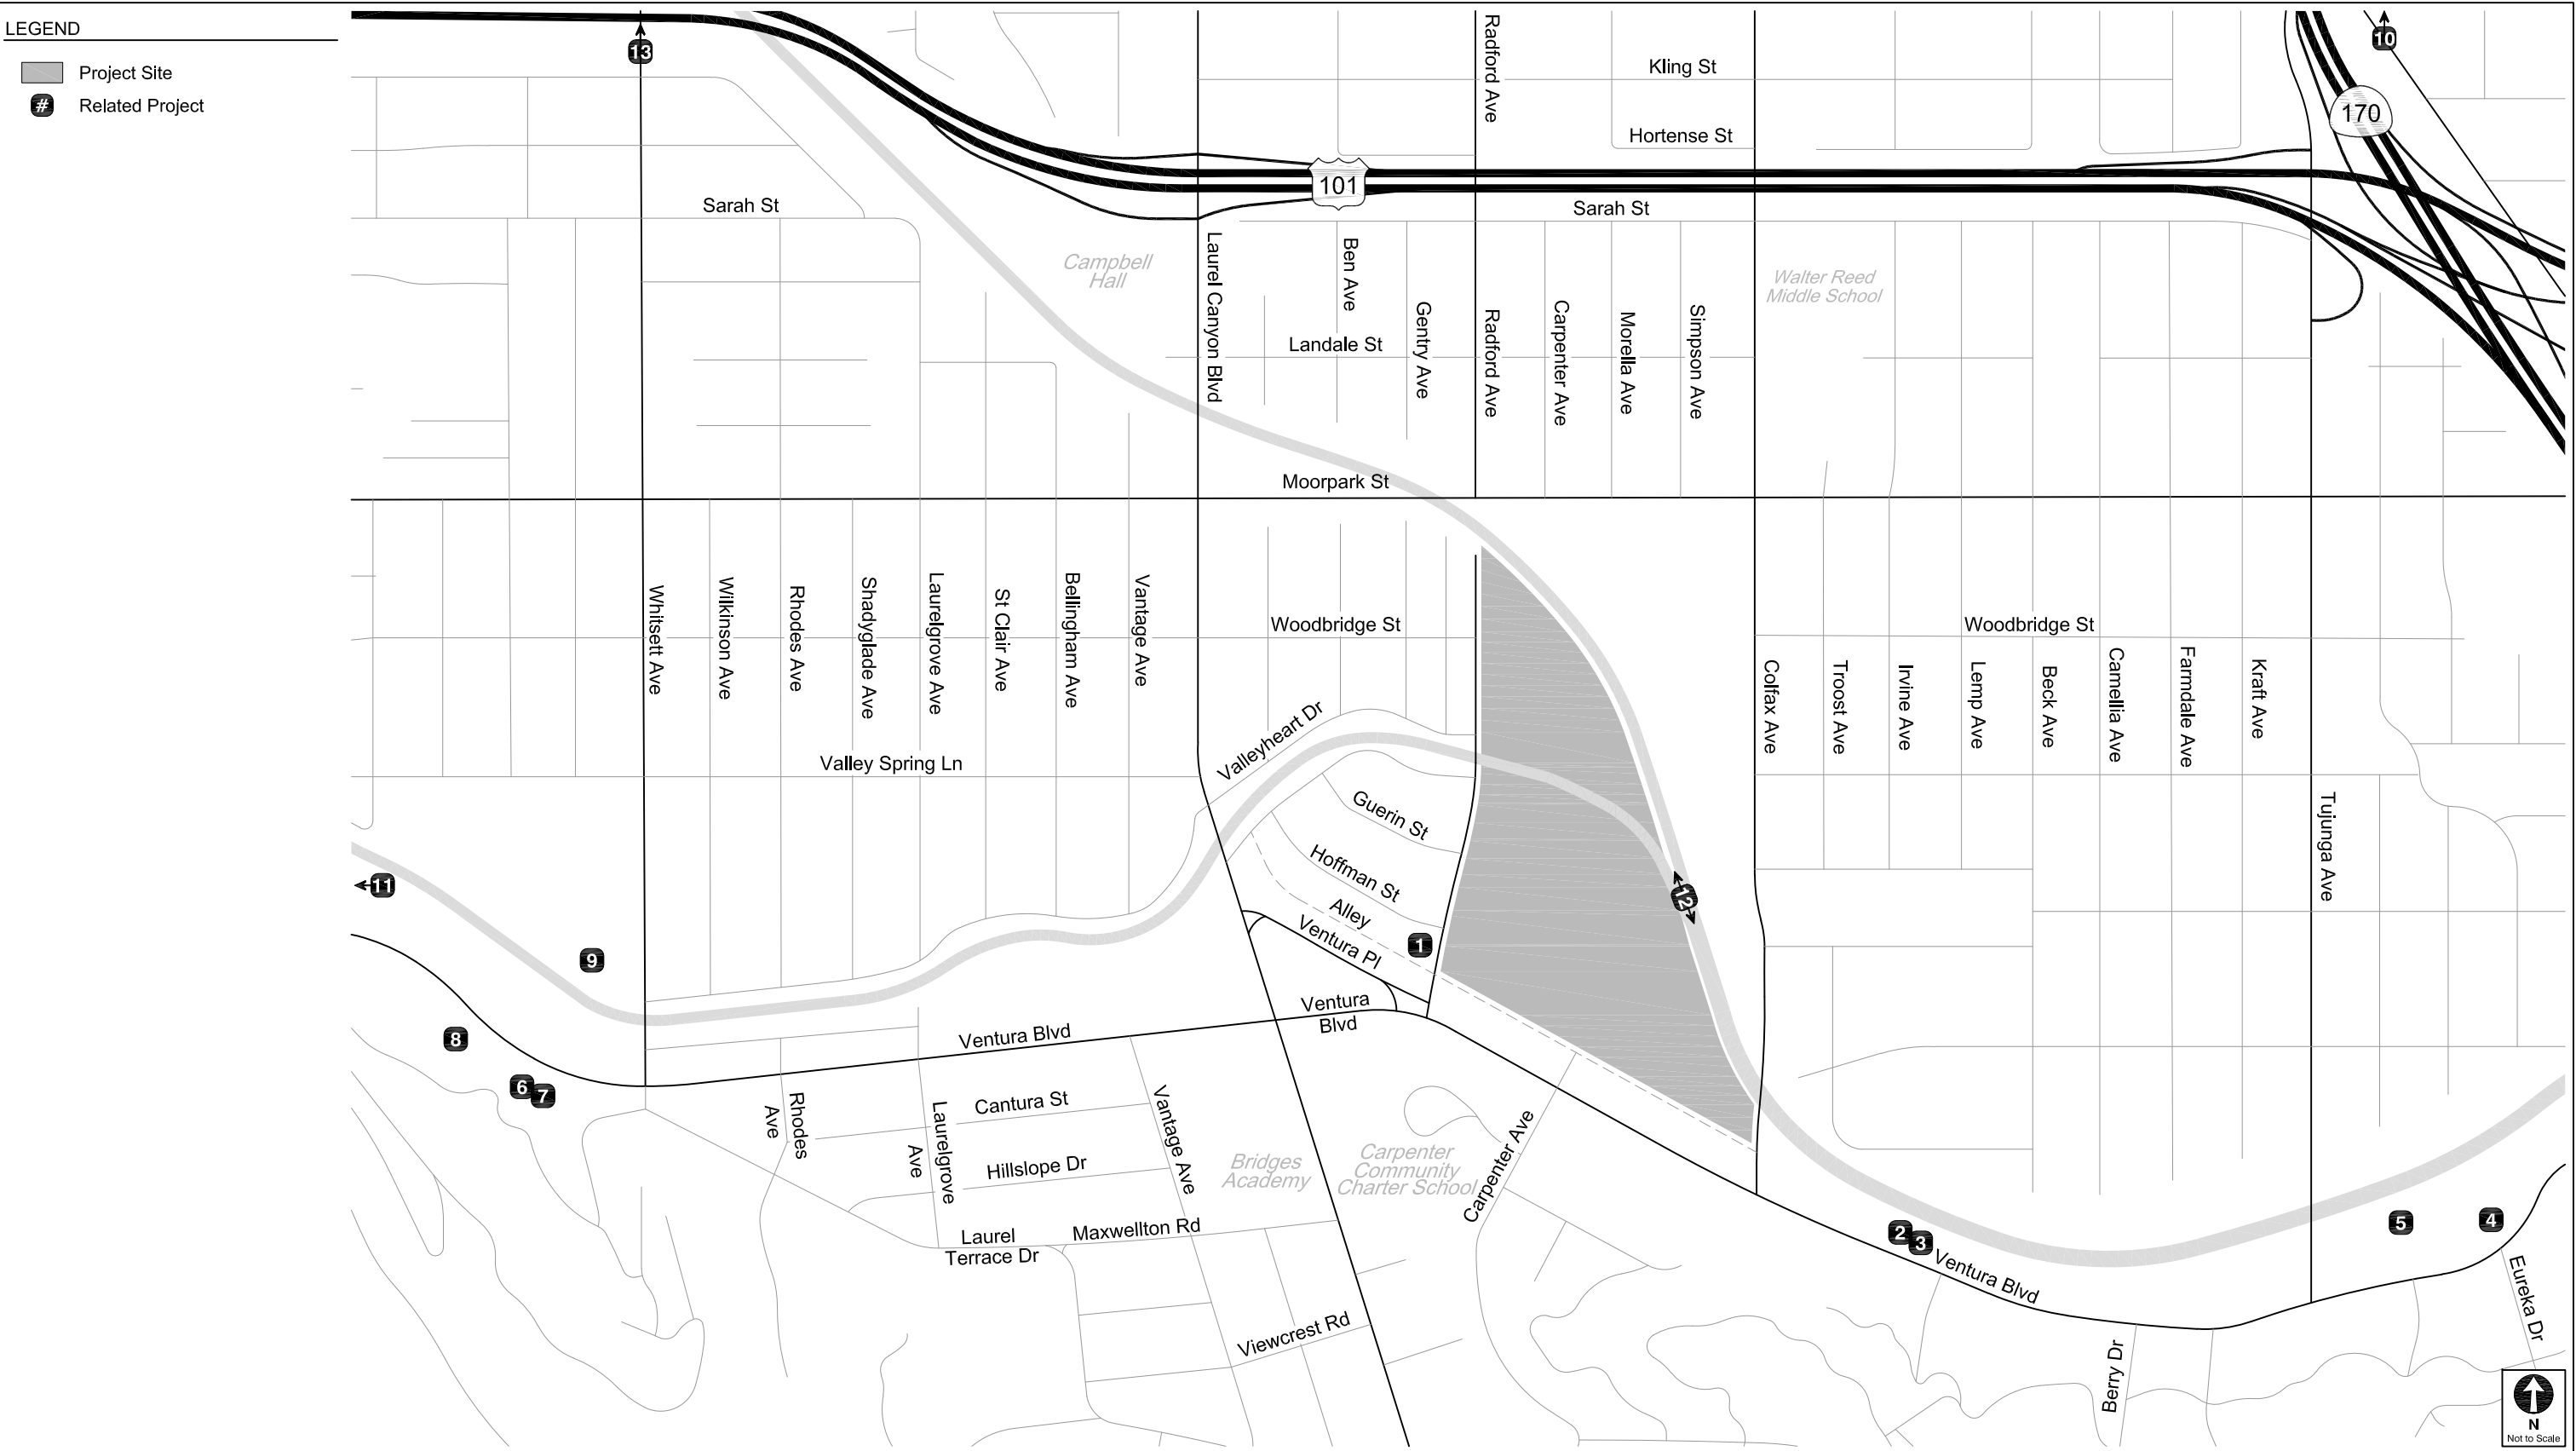 LEGEND
Project Site
# Related Project
13
10
Radford Ave
Kling St
Hortense St
170
101
Sarah St
Sarah St
Campbell
Hall
Laurel Canyon Blvd
Ben Ave
Gentry Ave
Radford Ave
Carpenter Ave
Morella Ave
Simpson Ave
Walter Reed
Middle School
Landale St
Moorpark St
Whitsett Ave
Wilkinson Ave
Rhodes Ave
Shadyglade Ave
Laurelgrove Ave
St Clair Ave
Bellingham Ave
Vantage Ave
Woodbridge St
Woodbridge St
Colfax Ave
Troost Ave
Irvine Ave
Lemp Ave
Beck Ave
Camellia Ave
Farmdale Ave
Kraft Ave
Valleyheart Dr
Valley Spring Ln
Guerin St
Hoffman St
Alley
Ventura Pl
Tujunga Ave
11
12
1
9
8
6
7
Ventura Blvd
Ventura
Blvd
Rhodes
Ave
Cantura St
Laurelgrove
Ave
Hillslope Dr
Vantage Ave
Bridges
Academy
Carpenter
Community
Charter School
Carpenter Ave
Laurel
Terrace Dr
Maxwellton Rd
Viewcrest Rd
2
3
Ventura Blvd
5
4
Eureka Dr
Berry Dr
N
Not to Scale